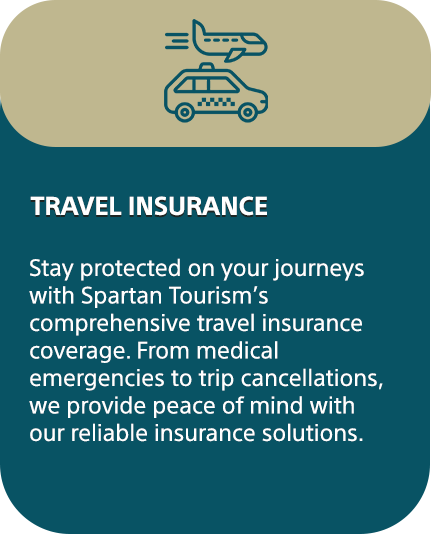 TRAVEL INSURANCE
Stay protected on your journeys
with Spartan Tourism’s
comprehensive travel insurance
coverage. From medical
emergencies to trip cancellations,
we provide peace of mind with
our reliable insurance solutions.